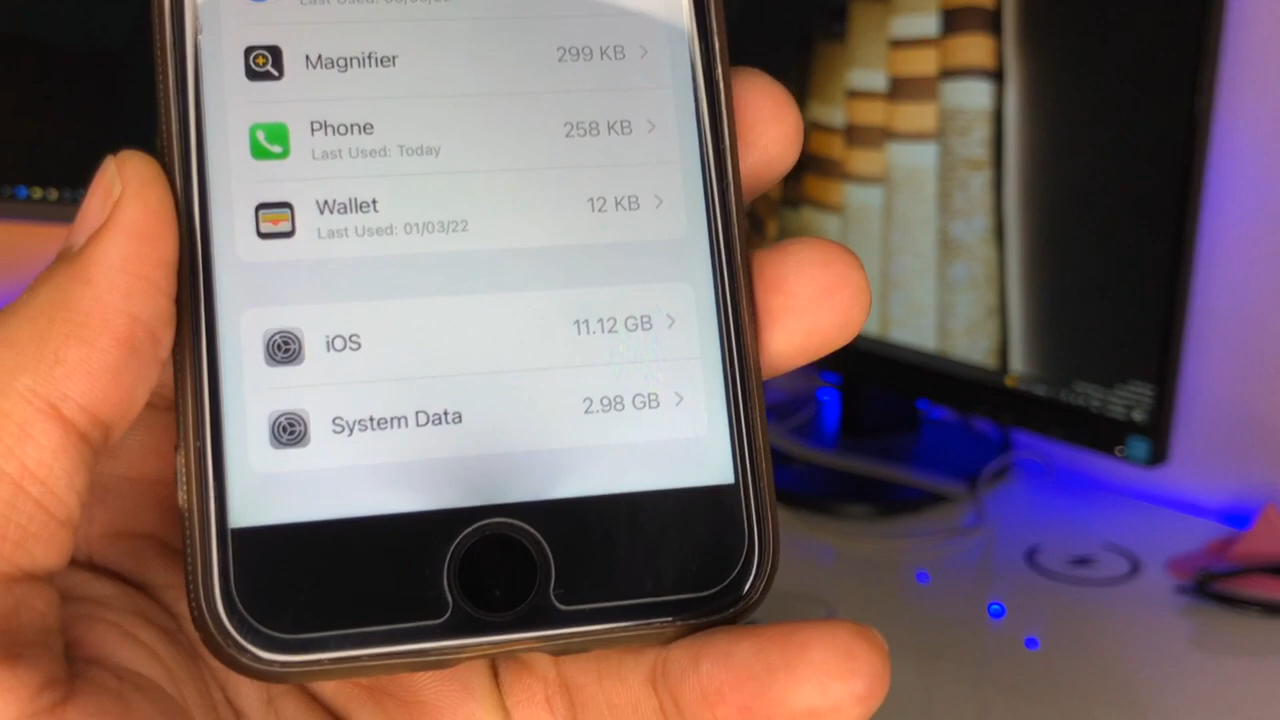 Magnifier 299 KB
Phone 258 KB
Last Used: Today
Wallet 12 KB
Last Used: 01/03/22
iOS 11.12 GB
System Data 2.98 GB